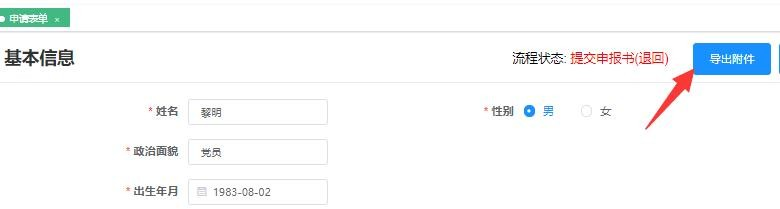 申请表单 ×
基本信息
流程状态: 提交申报书(退回)
导出附件
* 姓名 黎明
* 性别 男 女
* 政治面貌 党员
* 出生年月 1983-08-02